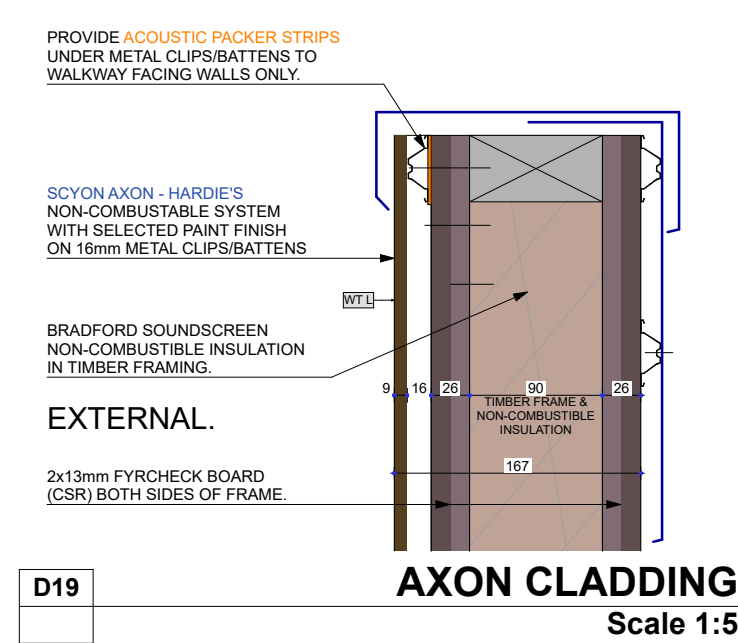 PROVIDE ACOUSTIC PACKER STRIPS
UNDER METAL CLIPS/BATTENS TO
WALKWAY FACING WALLS ONLY.
SCYON AXON - HARDIE'S
NON-COMBUSTABLE SYSTEM
WITH SELECTED PAINT FINISH
ON 16mm METAL CLIPS/BATTENS
WT L
BRADFORD SOUNDSCREEN
NON-COMBUSTIBLE INSULATION
IN TIMBER FRAMING.
9 16 26 90 26
TIMBER FRAME &
NON-COMBUSTIBLE
INSULATION
EXTERNAL.
167
2x13mm FYRCHECK BOARD
(CSR) BOTH SIDES OF FRAME.
D19
AXON CLADDING
Scale 1:5